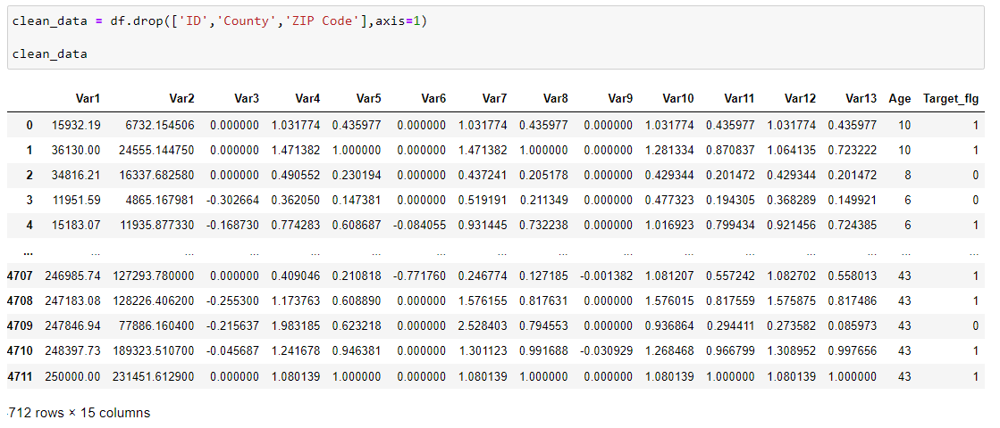 clean_data = df.drop(['ID','County','ZIP Code'],axis=1)
clean_data
Var1 Var2 Var3 Var4 Var5 Var6 Var7 Var8 Var9 Var10 Var11 Var12 Var13 Age Target_flg
0 15932.19 6732.154506 0.000000 1.031774 0.435977 0.000000 1.031774 0.435977 0.000000 1.031774 0.435977 1.031774 0.435977 10 1
1 36130.00 24555.144750 0.000000 1.471382 1.000000 0.000000 1.471382 1.000000 0.000000 1.281334 0.870837 1.064135 0.723222 10 1
2 34816.21 16337.682580 0.000000 0.490552 0.230194 0.000000 0.437241 0.205178 0.000000 0.429344 0.201472 0.429344 0.201472 8 0
3 11951.59 4865.167981 -0.302664 0.362050 0.147381 0.000000 0.519191 0.211349 0.000000 0.477323 0.194305 0.368289 0.149921 6 0
4 15183.07 11935.877330 -0.168730 0.774283 0.608687 -0.084055 0.931445 0.732238 0.000000 1.016923 0.799434 0.921456 0.724385 6 1
... ... ... ... ... ... ... ... ... ... ... ... ... ... ... ...
4707 246985.74 127293.780000 0.000000 0.409046 0.210818 -0.771760 0.246774 0.127185 -0.001382 1.081207 0.557242 1.082702 0.558013 43 1
4708 247183.08 128226.406200 -0.255300 1.173763 0.608890 0.000000 1.576155 0.817631 0.000000 1.576015 0.817559 1.575875 0.817486 43 1
4709 247846.94 77886.160400 -0.215637 1.983185 0.623218 0.000000 2.528403 0.794553 0.000000 0.936864 0.294411 0.273582 0.085973 43 0
4710 248397.73 189323.510700 -0.045687 1.241678 0.946381 0.000000 1.301123 0.991688 -0.030929 1.268468 0.966799 1.308952 0.997656 43 1
4711 250000.00 231451.612900 0.000000 1.080139 1.000000 0.000000 1.080139 1.000000 0.000000 1.080139 1.000000 1.080139 1.000000 43 1
712 rows × 15 columns